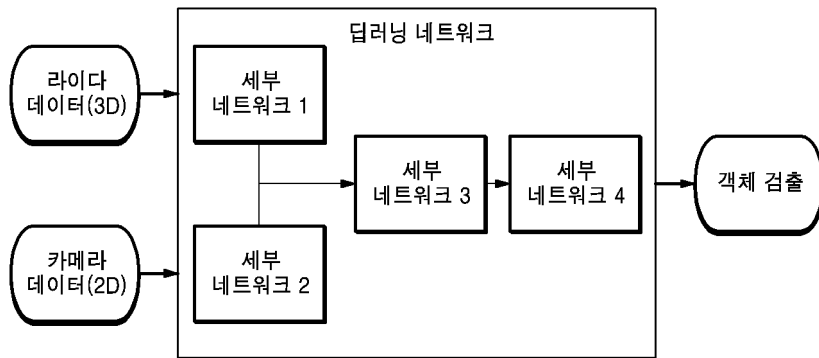 딥러닝 네트워크
라이다
데이터(3D)
세부
네트워크 1
세부
네트워크 3
세부
네트워크 4
객체 검출
카메라
데이터(2D)
세부
네트워크 2